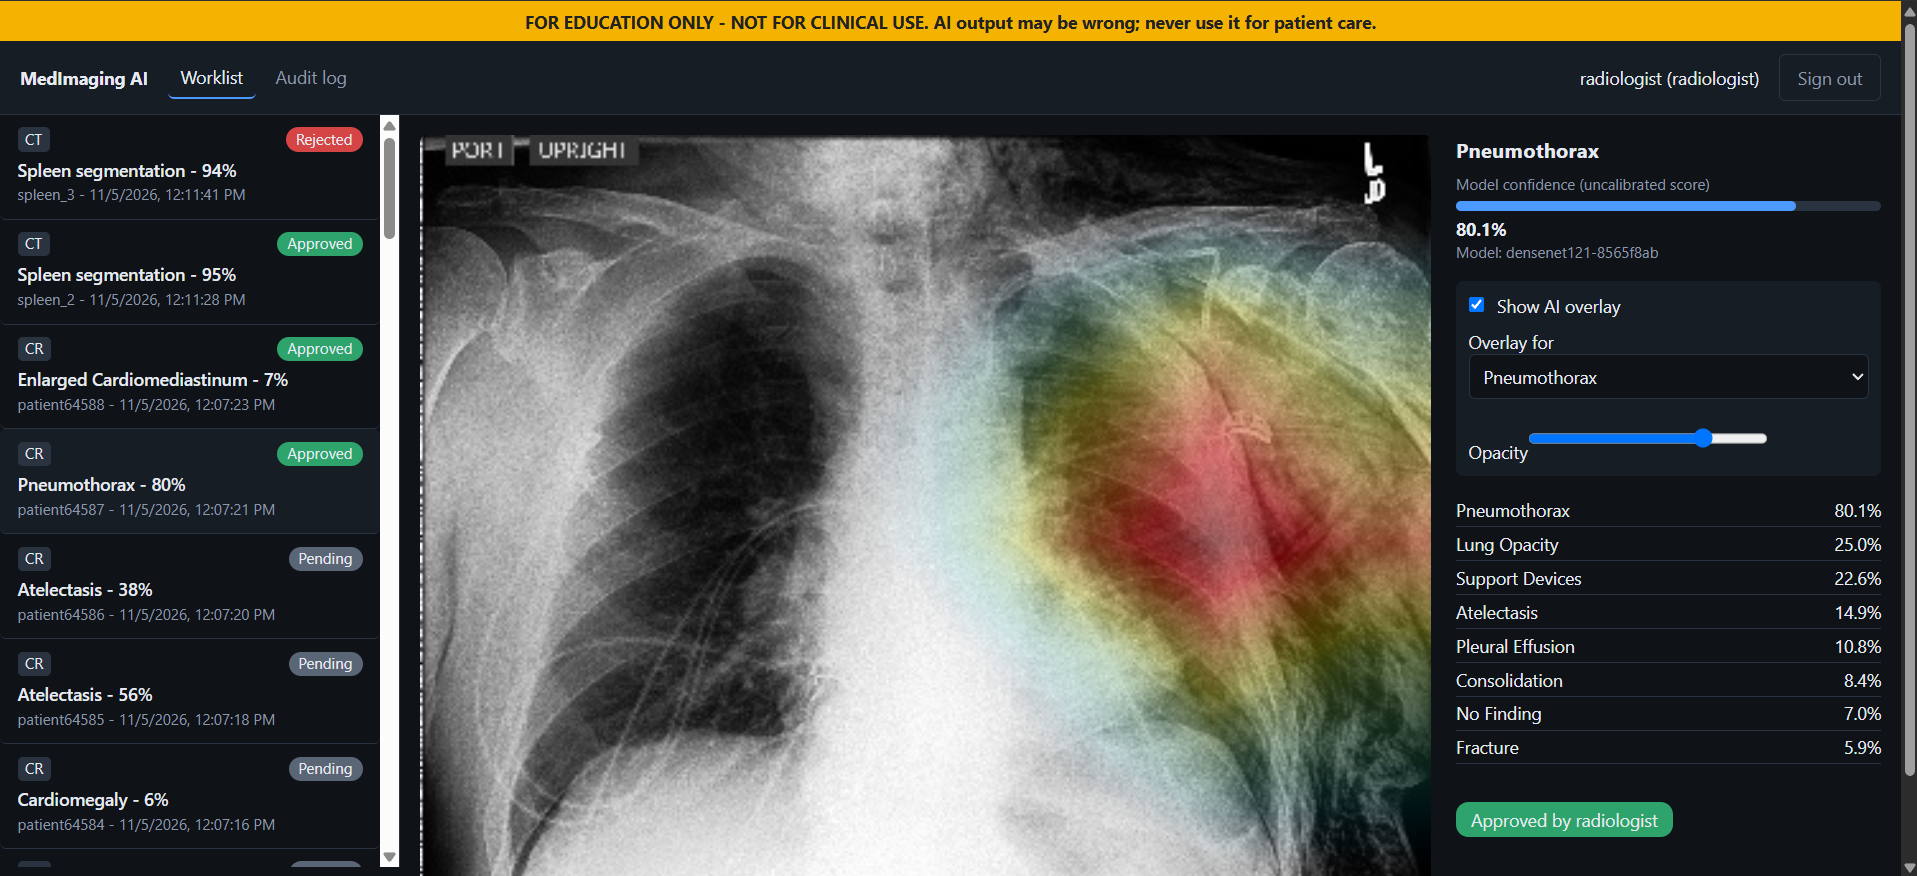 FOR EDUCATION ONLY - NOT FOR CLINICAL USE. AI output may be wrong; never use it for patient care.
MedImaging AI
Worklist
Audit log
radiologist (radiologist)
Sign out
CT
Rejected
Spleen segmentation - 94%
spleen_3 - 11/5/2026, 12:11:41 PM
CT
Approved
Spleen segmentation - 95%
spleen_2 - 11/5/2026, 12:11:28 PM
CR
Approved
Enlarged Cardiomediastinum - 7%
patient64588 - 11/5/2026, 12:07:23 PM
CR
Approved
Pneumothorax - 80%
patient64587 - 11/5/2026, 12:07:21 PM
CR
Pending
Atelectasis - 38%
patient64586 - 11/5/2026, 12:07:20 PM
CR
Pending
Atelectasis - 56%
patient64585 - 11/5/2026, 12:07:18 PM
CR
Pending
Cardiomegaly - 6%
patient64584 - 11/5/2026, 12:07:16 PM
PORT UPRIGHT
L
JD
Pneumothorax
Model confidence (uncalibrated score)
80.1%
Model: densenet121-8565f8ab
Show AI overlay
Overlay for
Pneumothorax
Opacity
Pneumothorax 80.1%
Lung Opacity 25.0%
Support Devices 22.6%
Atelectasis 14.9%
Pleural Effusion 10.8%
Consolidation 8.4%
No Finding 7.0%
Fracture 5.9%
Approved by radiologist